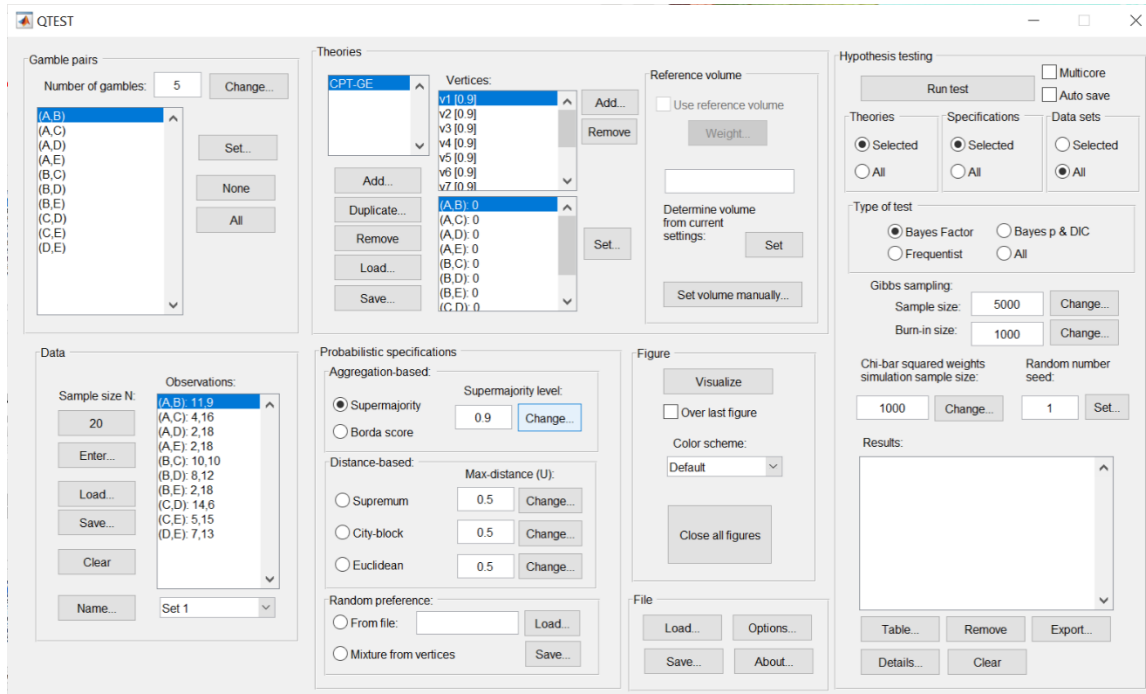 QTEST
Gamble pairs
Number of gambles: 5 Change...
(A,B)
(A,C)
(A,D)
(A,E)
(B,C)
(B,D)
(B,E)
(C,D)
(C,E)
(D,E)
Set...
None
All
Theories
CPT-GE
Add...
Duplicate...
Remove
Load...
Save...
Vertices:
v1 [0.9]
v2 [0.9]
v3 [0.9]
v4 [0.9]
v5 [0.9]
v6 [0.9]
v7 [0.9]
Add...
Remove
(A,B): 0
(A,C): 0
(A,D): 0
(A,E): 0
(B,C): 0
(B,D): 0
(B,E): 0
(C,D): 0
Set...
Reference volume
Use reference volume
Weight...
Determine volume
from current
settings:
Set
Set volume manually...
Hypothesis testing
Run test
Multicore
Auto save
Theories
Selected
All
Specifications
Selected
All
Data sets
Selected
All
Type of test
Bayes Factor
Bayes p & DIC
Frequentist
All
Gibbs sampling:
Sample size: 5000 Change...
Burn-in size: 1000 Change...
Chi-bar squared weights
simulation sample size:
1000 Change...
Random number
seed:
1 Set...
Results:
Table...
Remove
Export...
Details...
Clear
Data
Sample size N:
20
Enter...
Load...
Save...
Clear
Name...
Observations:
(A,B): 11,9
(A,C): 4,16
(A,D): 2,18
(A,E): 2,18
(B,C): 10,10
(B,D): 8,12
(B,E): 2,18
(C,D): 14,6
(C,E): 5,15
(D,E): 7,13
Set 1
Probabilistic specifications
Aggregation-based:
Supermajority level:
Supermajority 0.9 Change...
Borda score
Distance-based:
Max-distance (U):
Supremum 0.5 Change...
City-block 0.5 Change...
Euclidean 0.5 Change...
Random preference:
From file: Load...
Mixture from vertices Save...
Figure
Visualize
Over last figure
Color scheme:
Default
Close all figures
File
Load...
Options...
Save...
About...